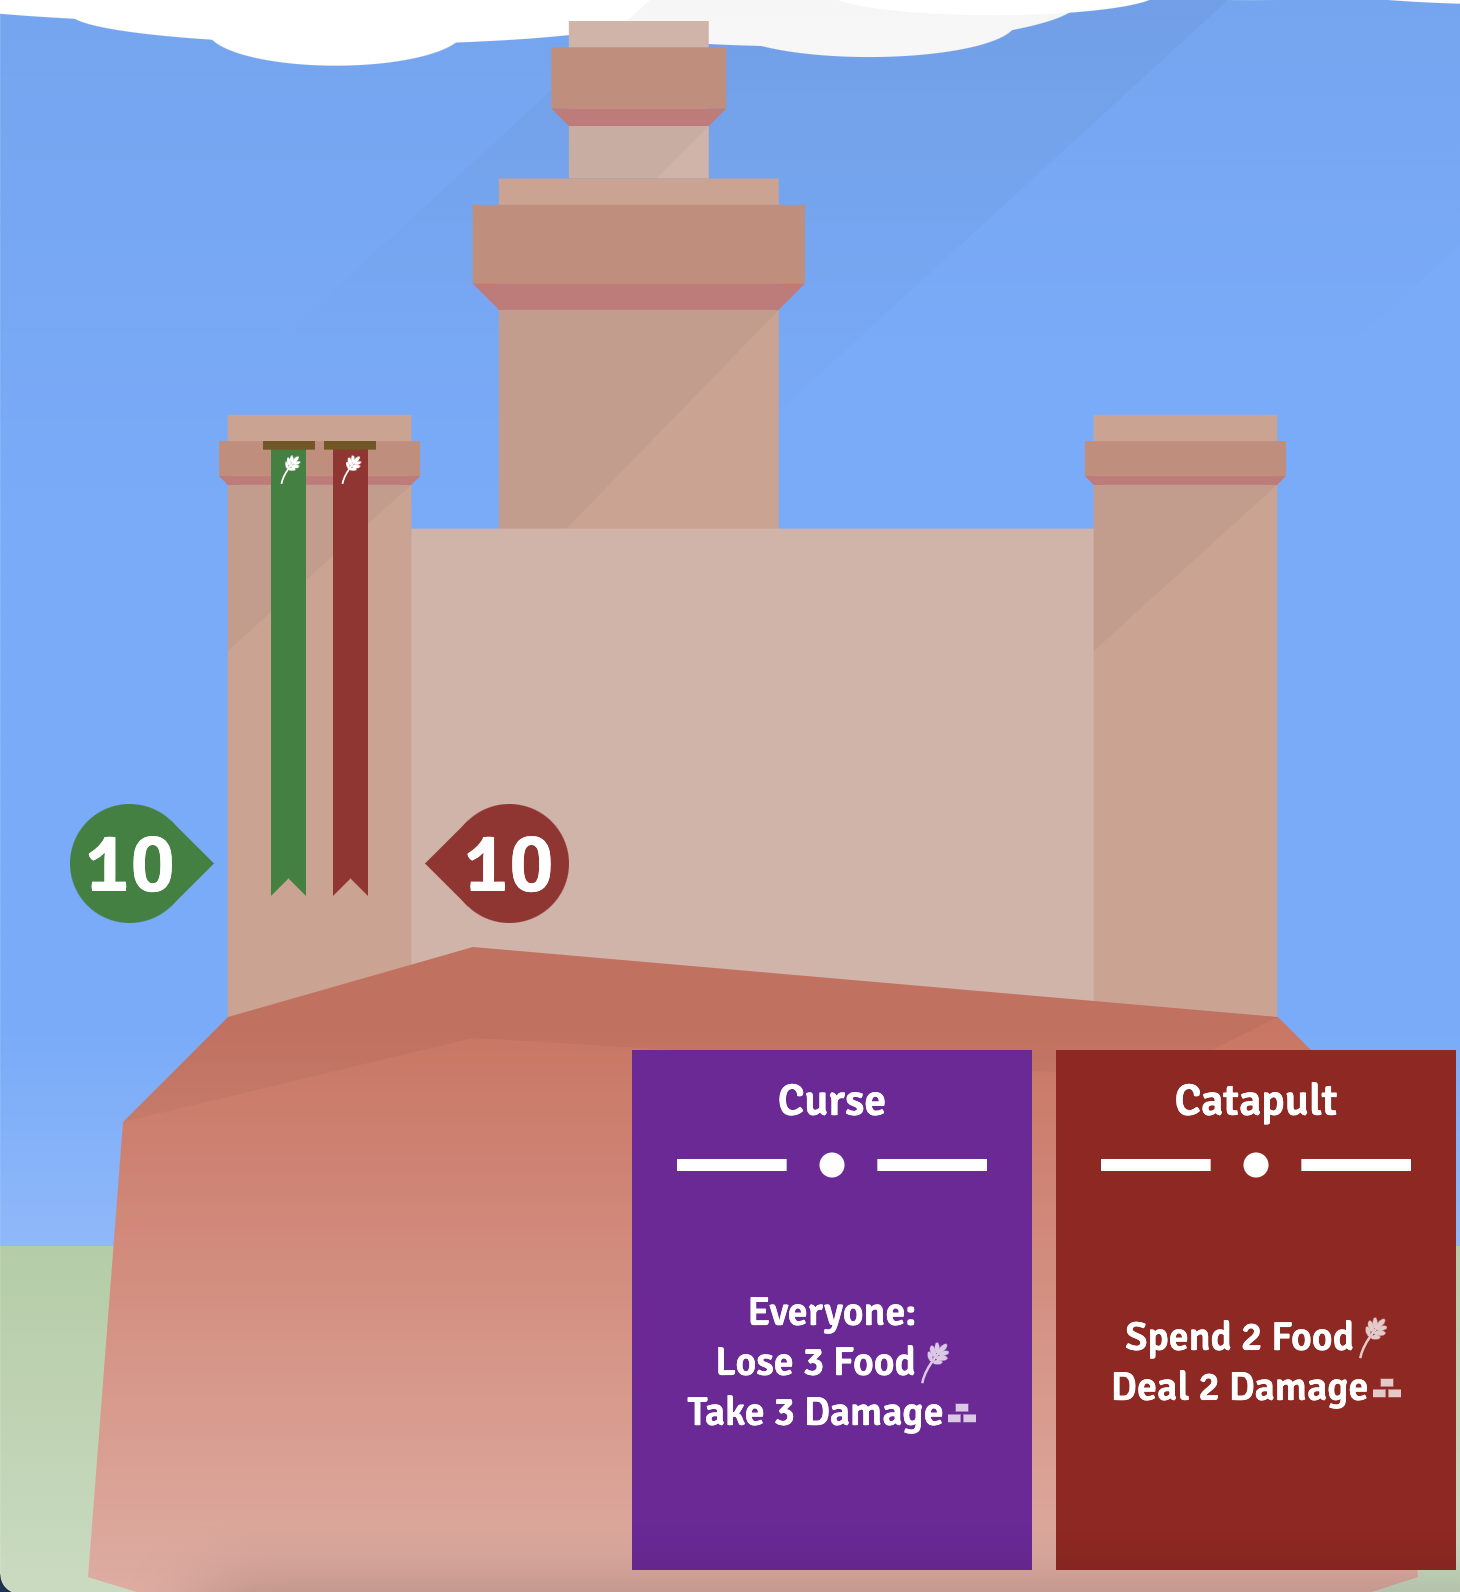 10
10
Curse
Everyone:
Lose 3 Food
Take 3 Damage
Catapult
Spend 2 Food
Deal 2 Damage